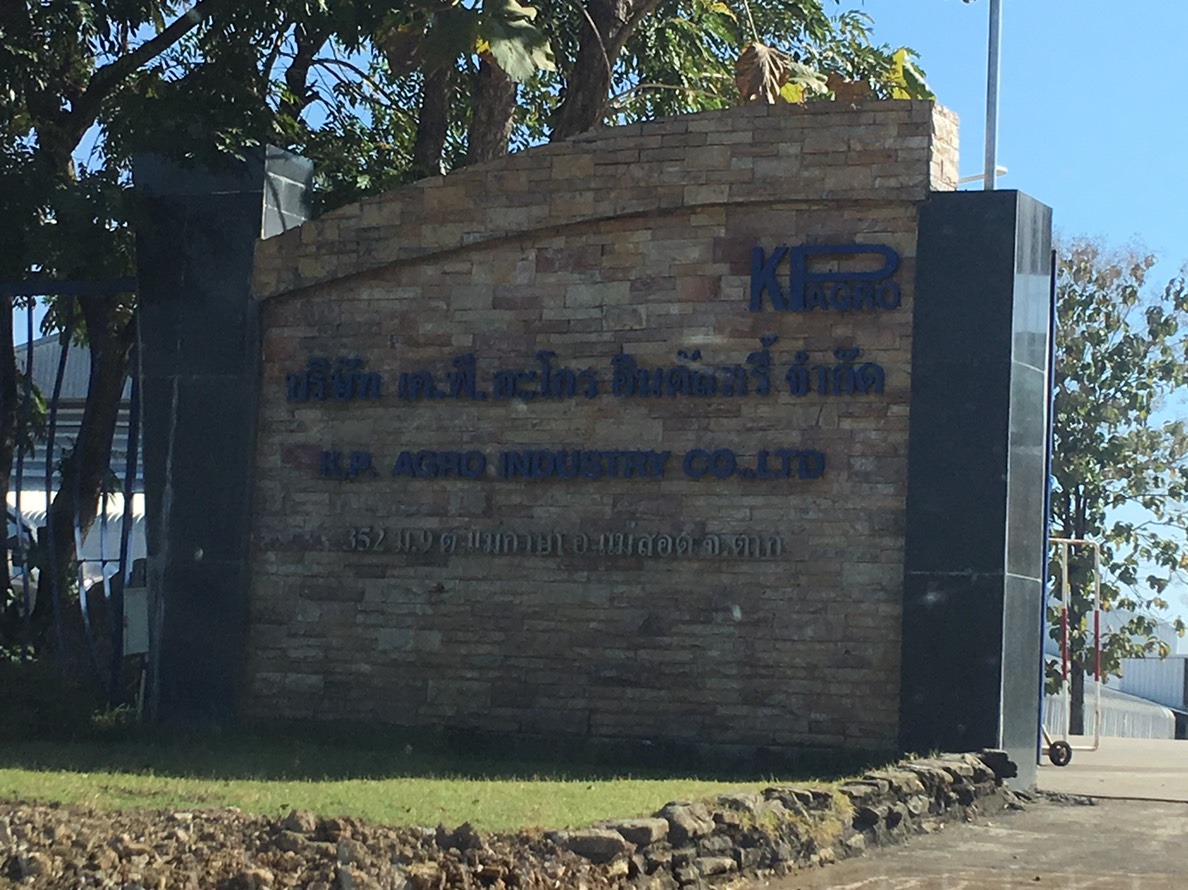 KP AGRO
บริษัท เค.พี. อะโกร อินดัสทรี้ จำกัด
K.P. AGRO INDUSTRY CO.,LTD
352 ม.9 ต.แม่กาษา อ.แม่สอด จ.ตาก